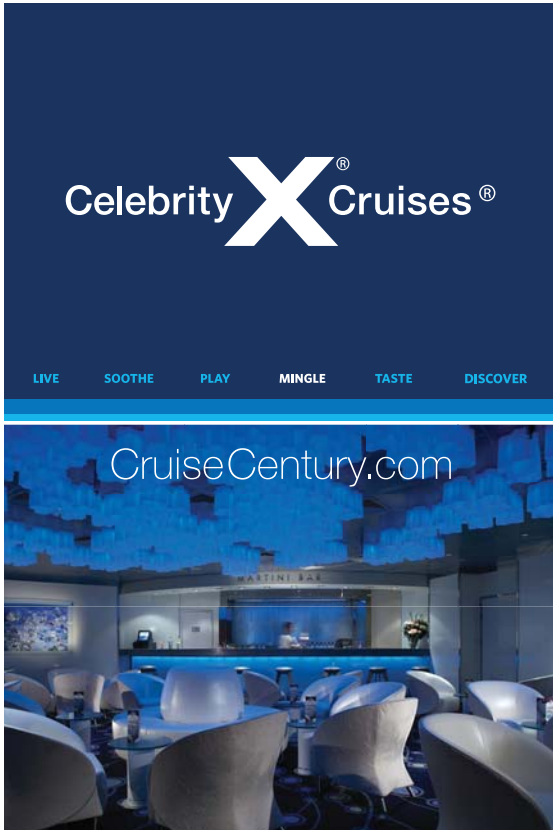 Celebrity X® Cruises®
LIVE SOOTHE PLAY MINGLE TASTE DISCOVER
CruiseCentury.com
MARTINI BAR